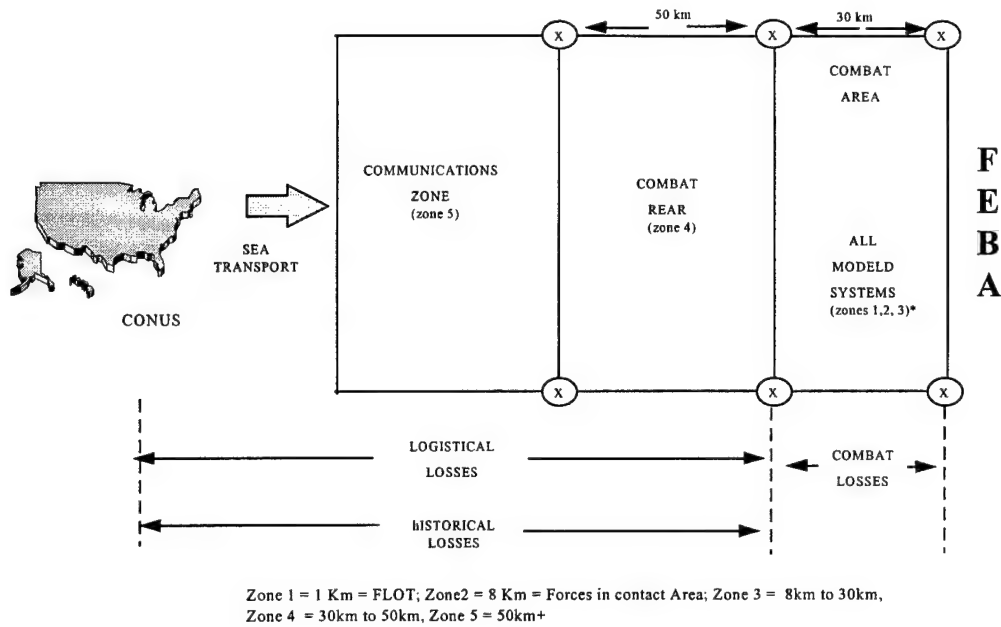 50 km
30 km
X
X
X
COMBAT
AREA
COMMUNICATIONS
ZONE
(zone 5)
COMBAT
REAR
(zone 4)
F
E
B
A
SEA
TRANSPORT
ALL
MODELD
SYSTEMS
(zones 1,2, 3)*
CONUS
X
X
X
LOGISTICAL
LOSSES
COMBAT
LOSSES
hISTORICAL
LOSSES
Zone 1 = 1 Km = FLOT; Zone2 = 8 Km = Forces in contact Area; Zone 3 = 8km to 30km,
Zone 4 = 30km to 50km, Zone 5 = 50km+